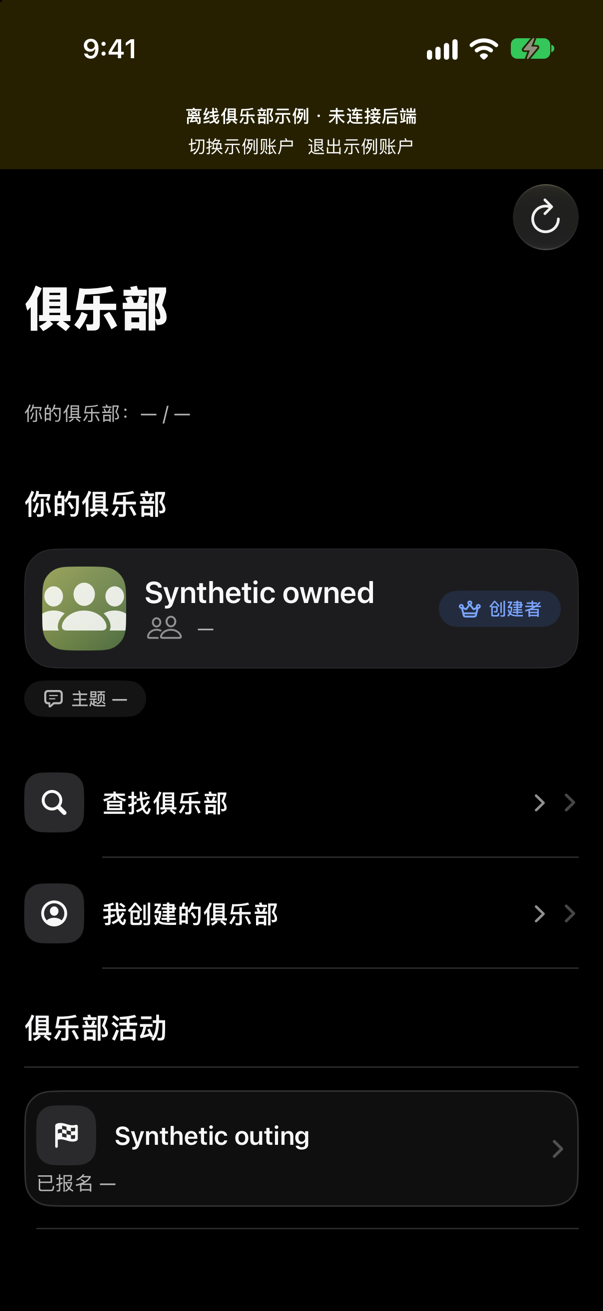 9:41
离线俱乐部示例 · 未连接后端
切换示例账户 退出示例账户
俱乐部
你的俱乐部：— / —
你的俱乐部
Synthetic owned
—
创建者
主题 —
查找俱乐部
我创建的俱乐部
俱乐部活动
Synthetic outing
已报名 —